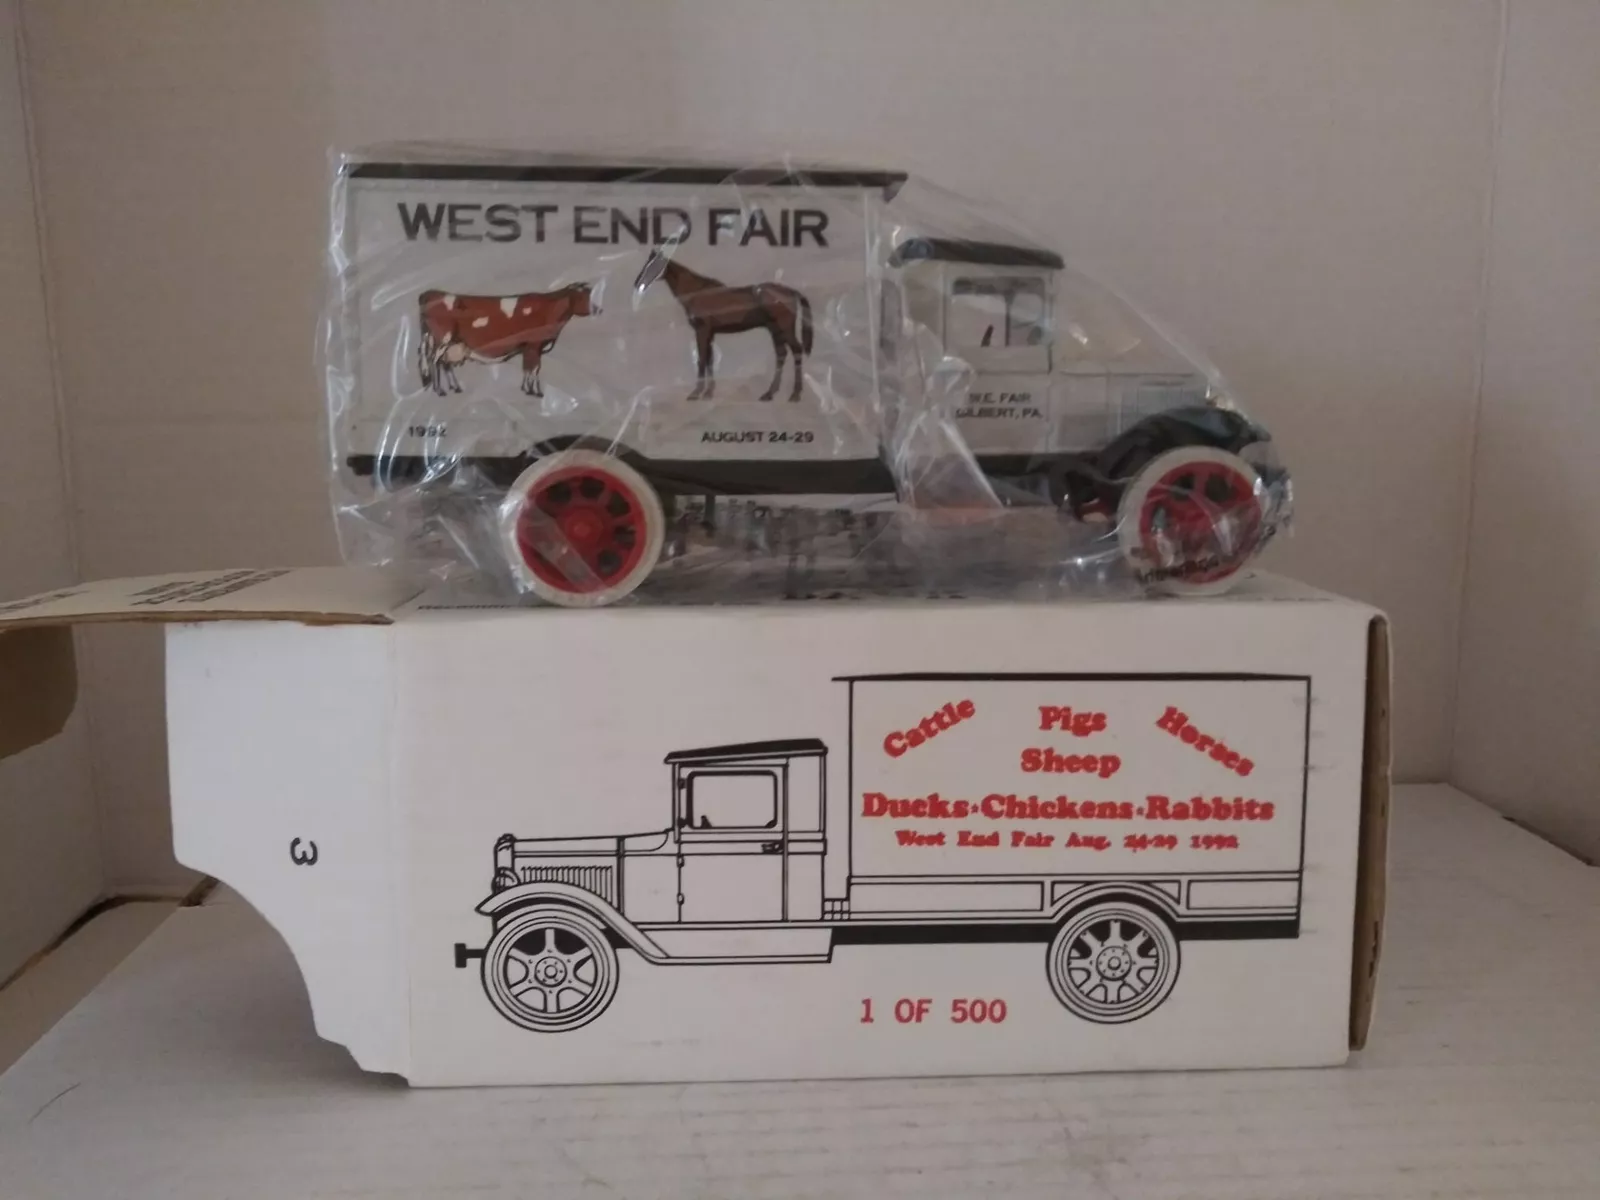 WEST END FAIR
1992
AUGUST 24-29
W.E. FAIR
GILBERT, PA.
3
Cattle Pigs Horses
Sheep
Ducks·Chickens·Rabbits
West End Fair Aug. 24-29 1992
1 OF 500